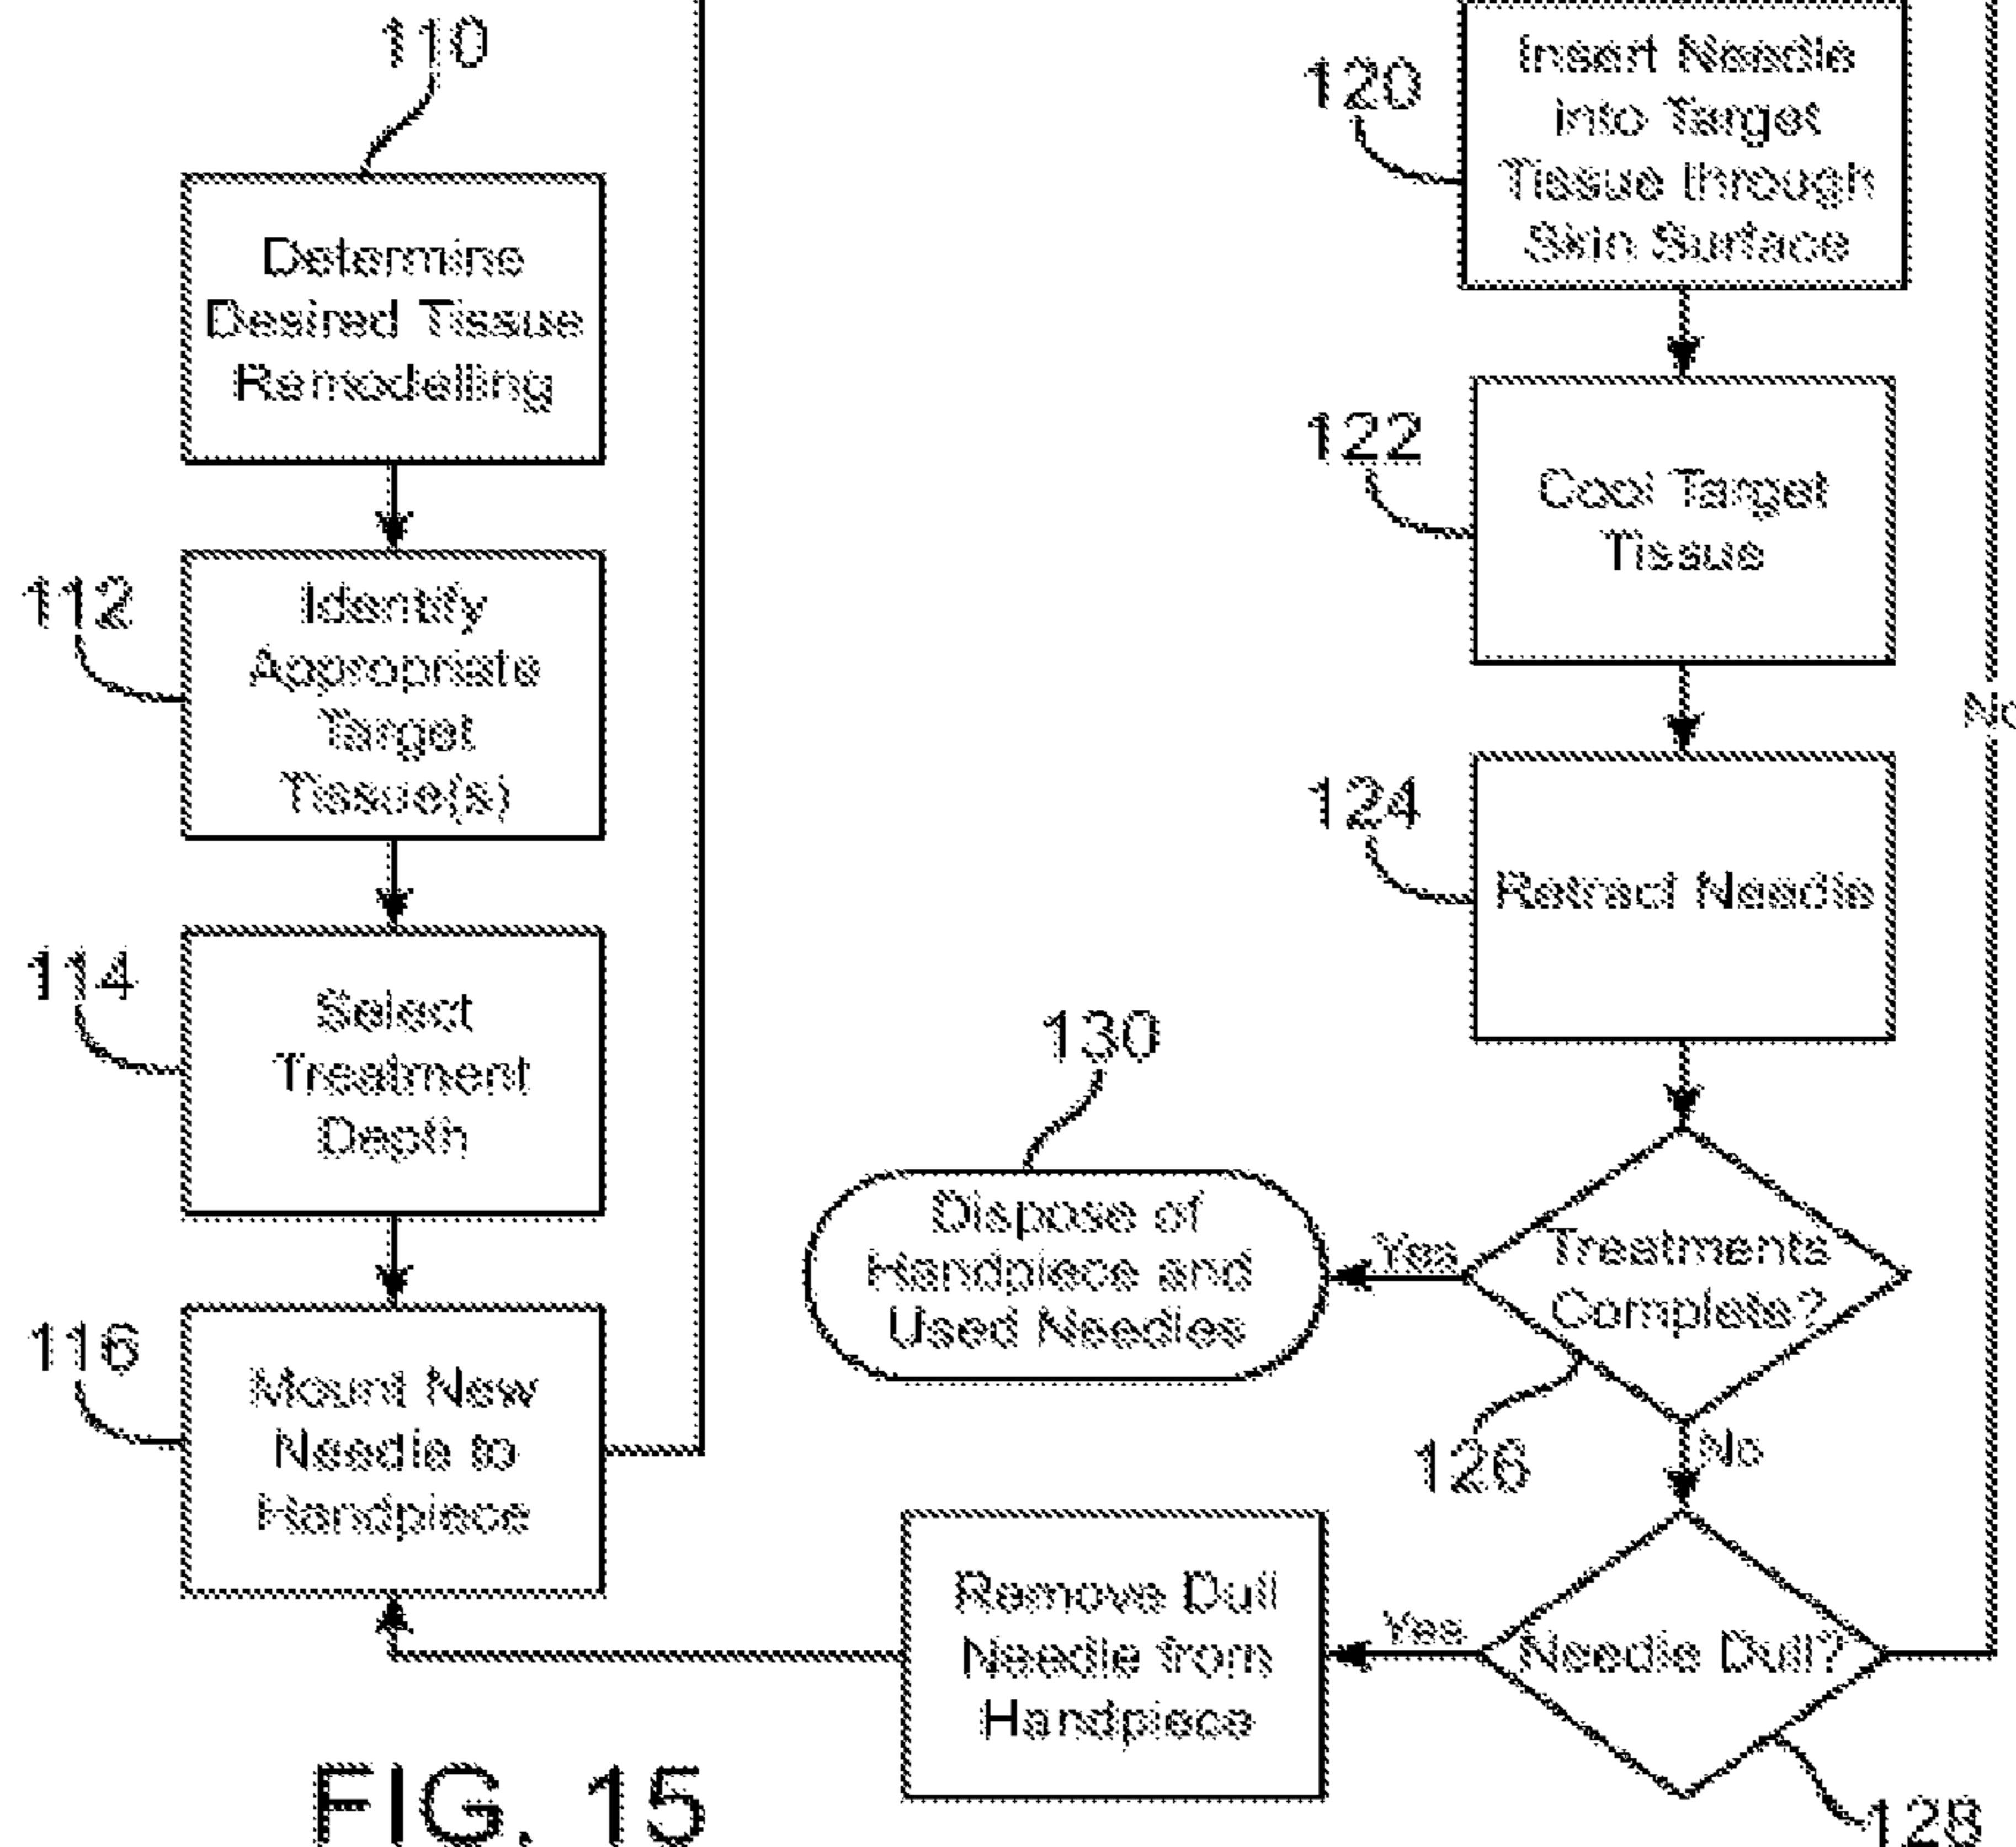 110
Determine
Desired Tissue
Remodelling
112
Identify
Appropriate
Target
Tissue(s)
114
Select
Treatment
Depth
116
Mount New
Needle to
Handpiece
120
Insert Needle
into Target
Tissue through
Skin Surface
122
Cool Target
Tissue
No
124
Retract Needle
130
Dispose of
Handpiece and
Used Needles
Yes
Treatments
Complete?
126
No
Remove Dull
Needle from
Handpiece
Yes
Needle Dull?
128
FIG. 15